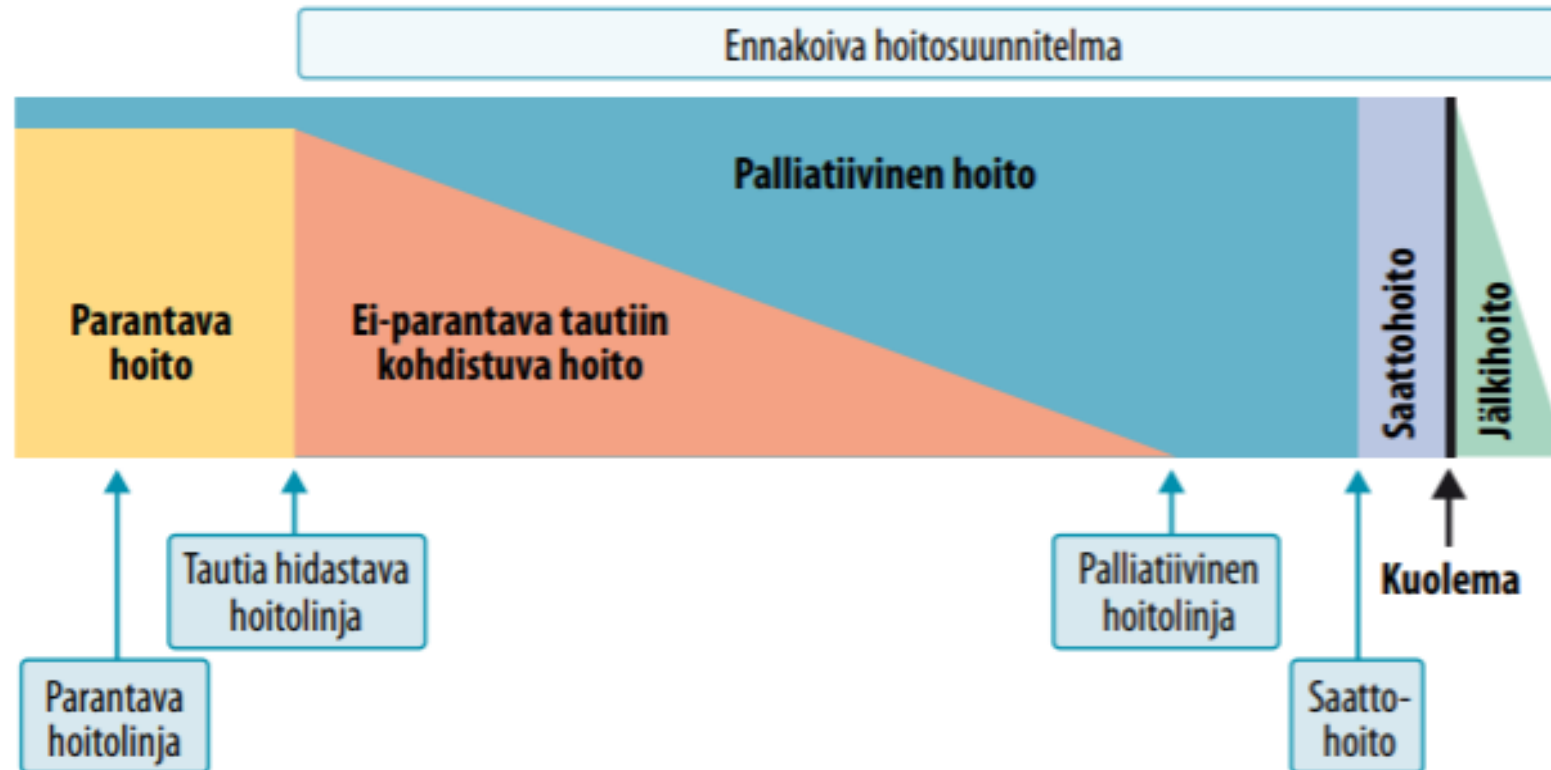 Ennakoiva hoitosuunnitelma
Palliatiivinen hoito
Parantava
hoito
Ei-parantava tautiin
kohdistuva hoito
Saattohoito
Jälkihoito
Tautia hidastava
hoitolinja
Palliatiivinen
hoitolinja
Kuolema
Parantava
hoitolinja
Saatto-
hoito